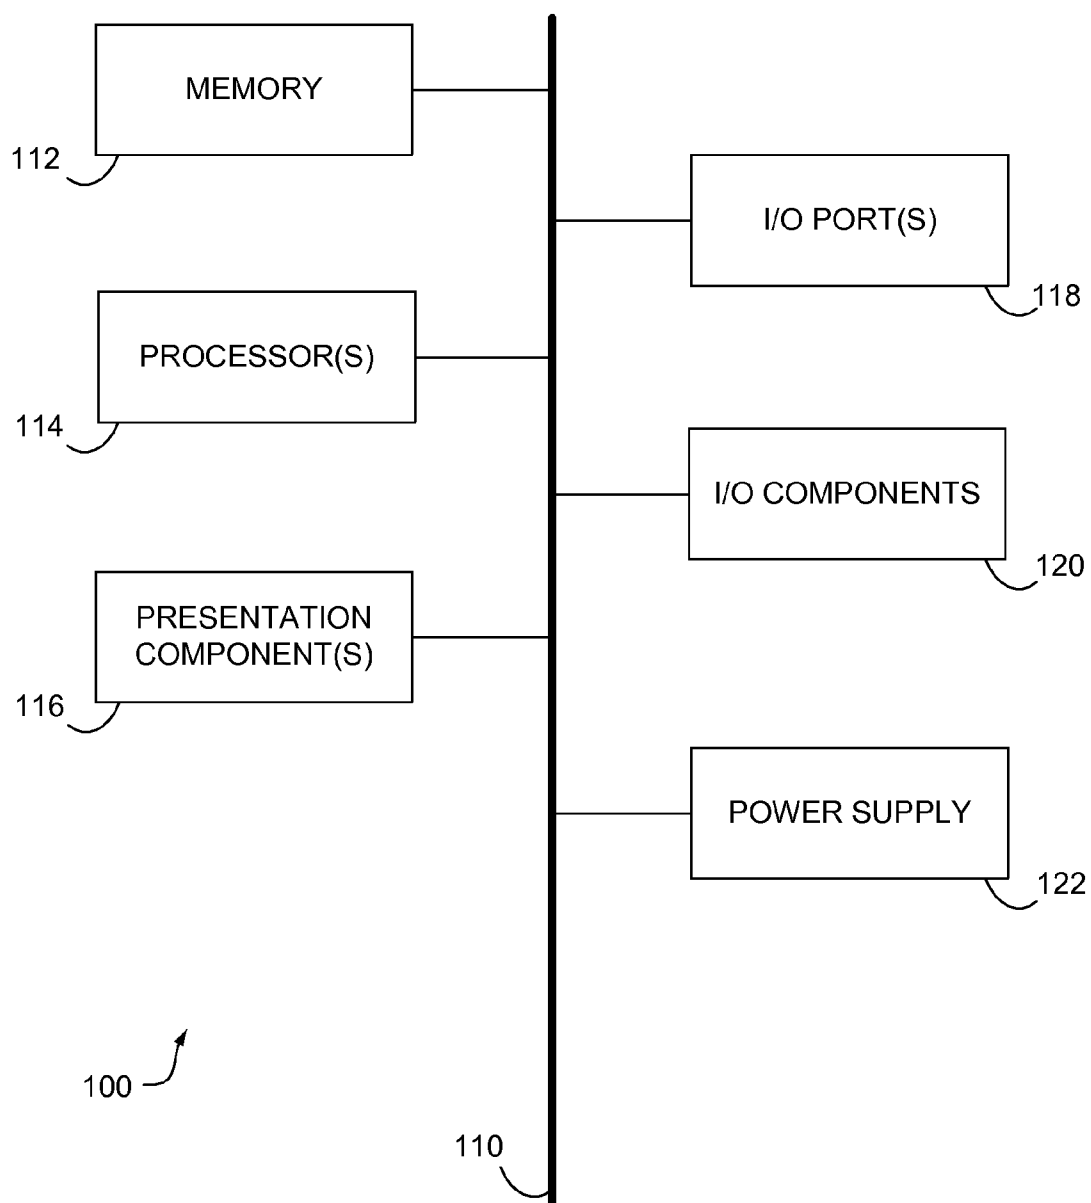 MEMORY
112
I/O PORT(S)
118
PROCESSOR(S)
114
I/O COMPONENTS
120
PRESENTATION
COMPONENT(S)
116
POWER SUPPLY
122
100
110